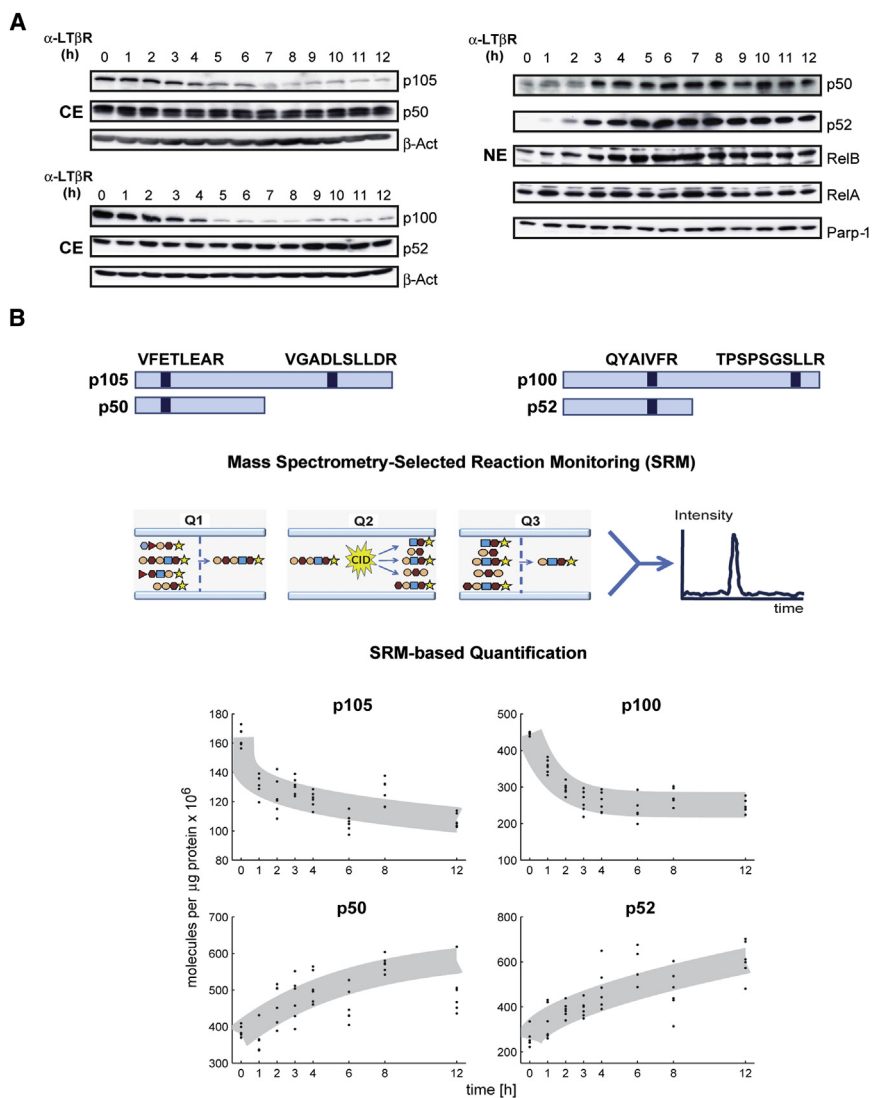 A
α-LTβR
(h) 0 1 2 3 4 5 6 7 8 9 10 11 12
p105
CE p50
β-Act
α-LTβR
(h) 0 1 2 3 4 5 6 7 8 9 10 11 12
p100
CE p52
β-Act
α-LTβR
(h) 0 1 2 3 4 5 6 7 8 9 10 11 12
p50
p52
NE RelB
RelA
Parp-1
B
VFETLEAR VGADLSLLDR
p105
p50
QYAIVFR TPSPSGSLLR
p100
p52
Mass Spectrometry-Selected Reaction Monitoring (SRM)
Q1 Q2 Q3
CID
Intensity
time
SRM-based Quantification
molecules per μg protein x 10⁶
p105
180
160
140
120
100
80
0 1 2 3 4 6 8 12
p100
500
400
300
200
100
0 1 2 3 4 6 8 12
p50
700
600
500
400
300
0 1 2 3 4 6 8 12
p52
800
600
400
200
0 1 2 3 4 6 8 12
time [h]